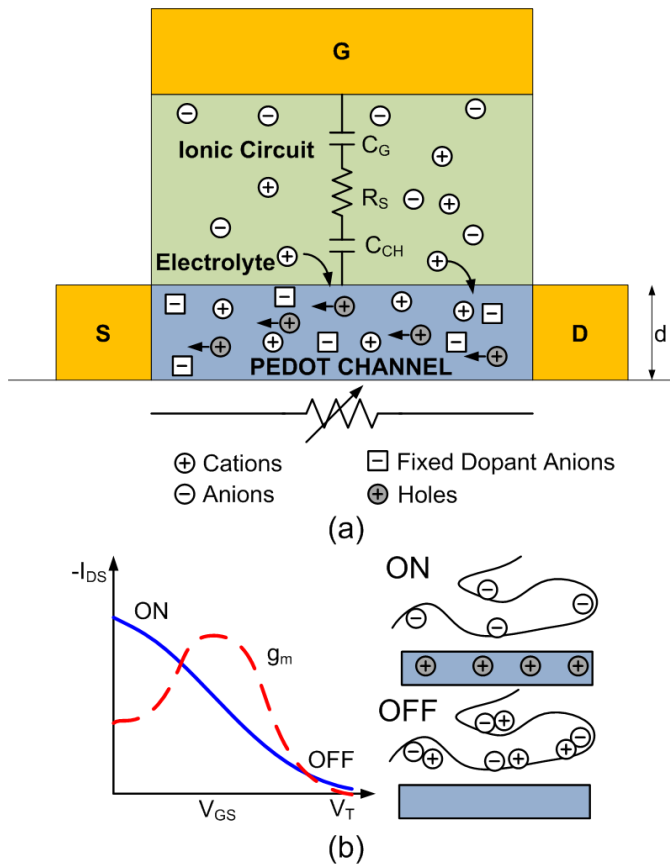 G
Ionic Circuit
C_G
R_S
C_CH
Electrolyte
S
D
d
PEDOT CHANNEL
Cations
Fixed Dopant Anions
Anions
Holes
(a)
-I_DS
ON
g_m
OFF
V_GS
V_T
ON
OFF
(b)